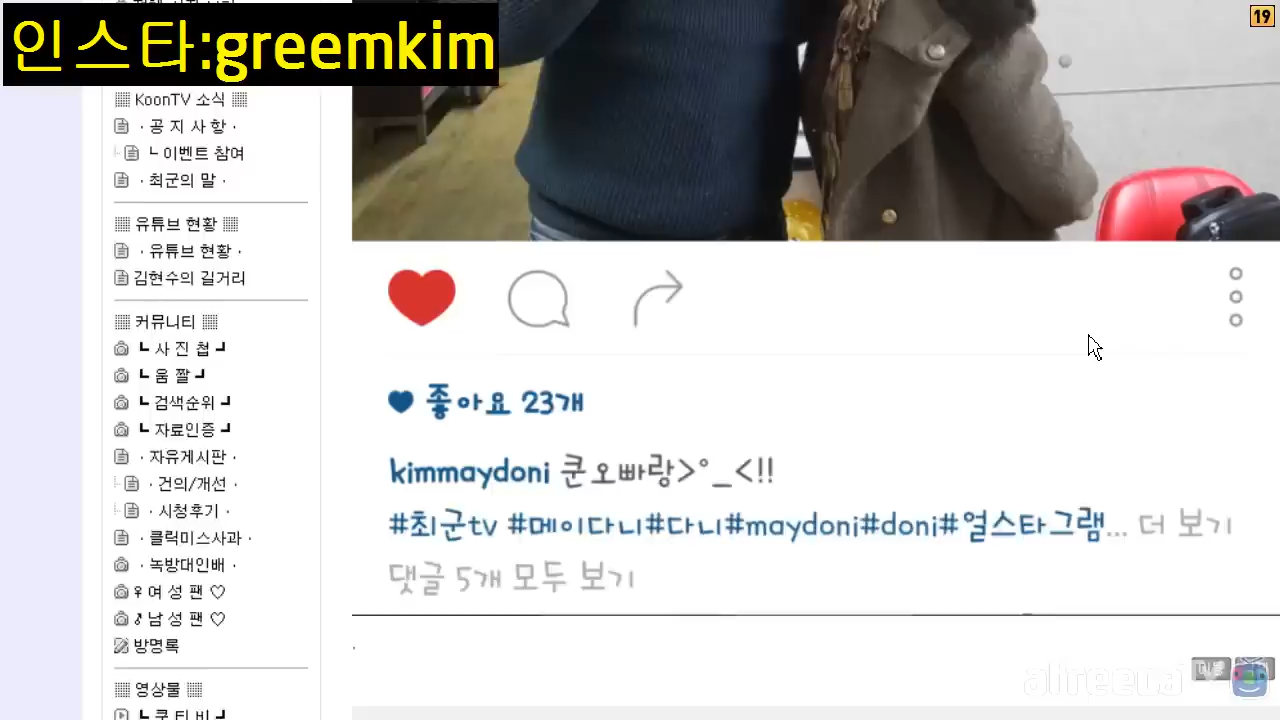 인스타:greemkim
19
▒ KoonTV 소식 ▒
· 공 지 사 항 ·
┗ 이벤트 참여
· 최군의 말 ·
▒ 유튜브 현황 ▒
· 유튜브 현황 ·
김현수의 길거리
▒ 커뮤니티 ▒
┗ 사 진 첩 ┛
┗ 움 짤 ┛
┗ 검색순위 ┛
┗ 자료인증 ┛
· 자유게시판 ·
· 건의/개선 ·
· 시청후기 ·
· 클럭미스사과 ·
· 녹방대인배 ·
♀ 여 성 팬 ♡
♂ 남 성 팬 ♡
방명록
▒ 영상물 ▒
┗ 쿤 티 비 ┛
좋아요 23개
kimmaydoni 쿤오빠랑>°_<!!
#최군tv #메이다니#다니#maydoni#doni#얼스타그램... 더 보기
댓글 5개 모두 보기